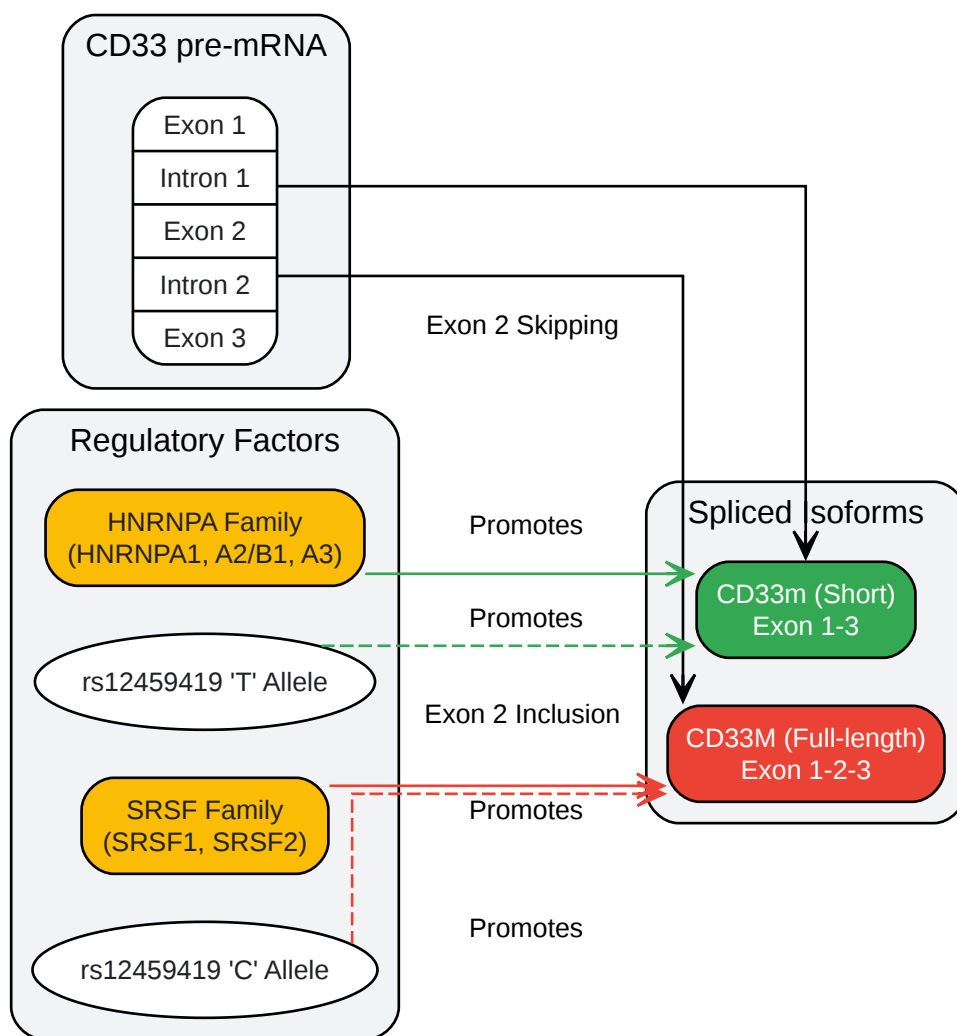 CD33 pre-mRNA
Exon 1
Intron 1
Exon 2
Intron 2
Exon 3
Exon 2 Skipping
Regulatory Factors
HNRNPA Family
(HNRNPA1, A2/B1, A3)
Promotes
Spliced Isoforms
CD33m (Short)
Exon 1-3
Promotes
rs12459419 'T' Allele
Exon 2 Inclusion
CD33M (Full-length)
Exon 1-2-3
SRSF Family
(SRSF1, SRSF2)
Promotes
Promotes
rs12459419 'C' Allele